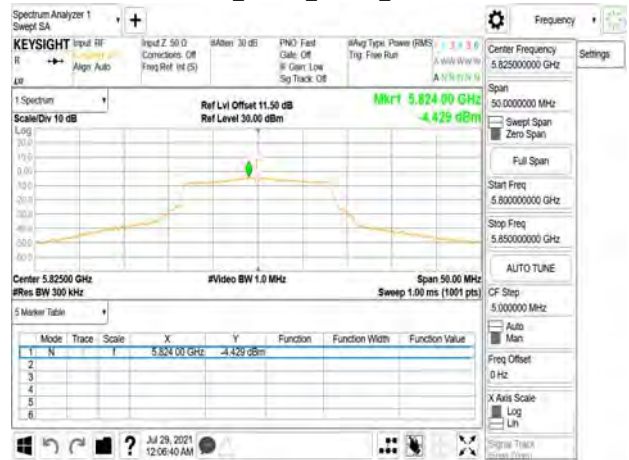 Spectrum Analyzer 1
Swept SA
Frequency
KEYSIGHT
Input: RF
Align: Auto
Input Z: 50 Ω
Corrections: Off
Freq Ref: Int (S)
#Atten: 30 dB
PNO: Fast
Gate: Off
IF Gain: Low
Sig Track: Off
#Avg Type: Power (RMS)
Trig: Free Run
Center Frequency
5.825000000 GHz
Settings
Span
50.0000000 MHz
Swept Span
Zero Span
Full Span
Start Freq
5.800000000 GHz
Stop Freq
5.850000000 GHz
AUTO TUNE
CF Step
5.000000 MHz
Auto
Man
Freq Offset
0 Hz
X Axis Scale
Log
Lin
Signal Track
1 Spectrum
Scale/Div 10 dB
Ref Lvl Offset 11.50 dB
Ref Level 30.00 dBm
Mkr1 5.824 00 GHz
-4.429 dBm
Log
Center 5.82500 GHz
#Res BW 300 kHz
#Video BW 1.0 MHz
Span 50.00 MHz
Sweep 1.00 ms (1001 pts)
5 Marker Table
Mode Trace Scale X Y Function Function Width Function Value
1 N f 5.824 00 GHz -4.429 dBm
2
3
4
5
6
Jul 29, 2021
12:06:40 AM